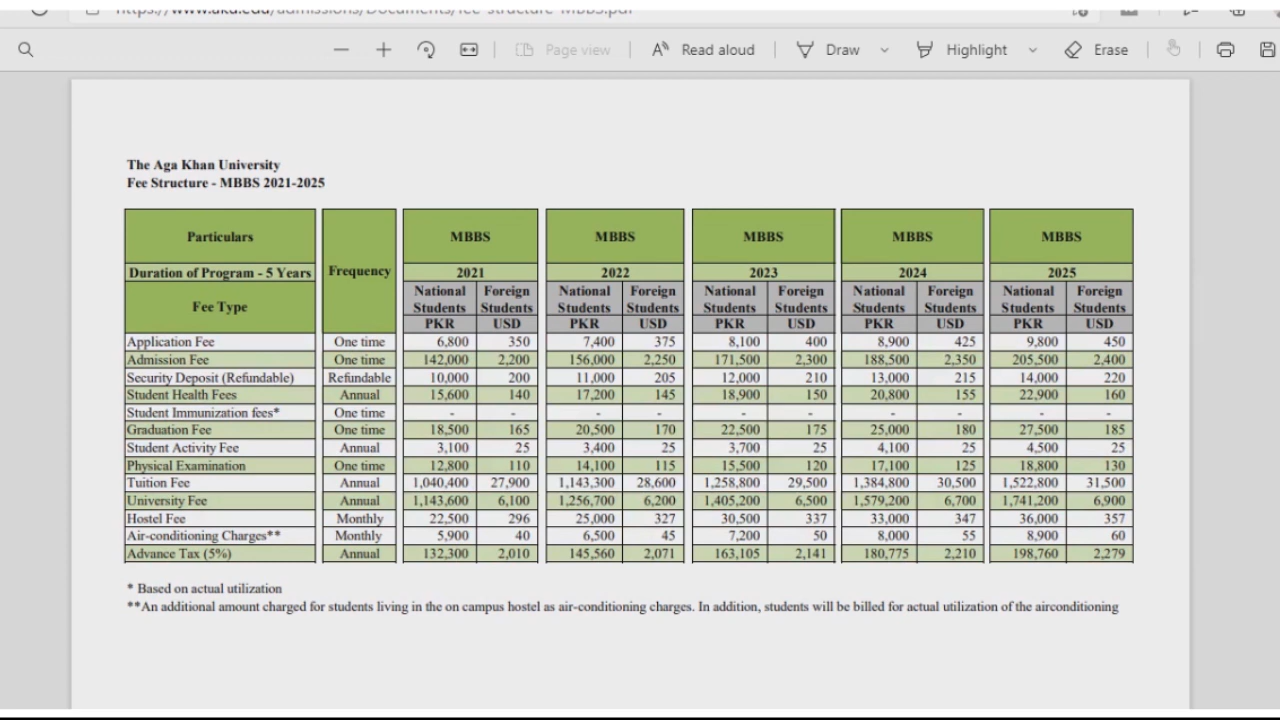 Page view
Read aloud
Draw
Highlight
Erase
The Aga Khan University
Fee Structure - MBBS 2021-2025
Particulars Frequency MBBS MBBS MBBS MBBS MBBS
Duration of Program - 5 Years 2021 2022 2023 2024 2025
Fee Type National Students Foreign Students National Students Foreign Students National Students Foreign Students National Students Foreign Students National Students Foreign Students
PKR USD PKR USD PKR USD PKR USD PKR USD
Application Fee One time 6,800 350 7,400 375 8,100 400 8,900 425 9,800 450
Admission Fee One time 142,000 2,200 156,000 2,250 171,500 2,300 188,500 2,350 205,500 2,400
Security Deposit (Refundable) Refundable 10,000 200 11,000 205 12,000 210 13,000 215 14,000 220
Student Health Fees Annual 15,600 140 17,200 145 18,900 150 20,800 155 22,900 160
Student Immunization fees* One time - - - - - - - - - -
Graduation Fee One time 18,500 165 20,500 170 22,500 175 25,000 180 27,500 185
Student Activity Fee Annual 3,100 25 3,400 25 3,700 25 4,100 25 4,500 25
Physical Examination One time 12,800 110 14,100 115 15,500 120 17,100 125 18,800 130
Tuition Fee Annual 1,040,400 27,900 1,143,300 28,600 1,258,800 29,500 1,384,800 30,500 1,522,800 31,500
University Fee Annual 1,143,600 6,100 1,256,700 6,200 1,405,200 6,500 1,579,200 6,700 1,741,200 6,900
Hostel Fee Monthly 22,500 296 25,000 327 30,500 337 33,000 347 36,000 357
Air-conditioning Charges** Monthly 5,900 40 6,500 45 7,200 50 8,000 55 8,900 60
Advance Tax (5%) Annual 132,300 2,010 145,560 2,071 163,105 2,141 180,775 2,210 198,760 2,279
* Based on actual utilization
**An additional amount charged for students living in the on campus hostel as air-conditioning charges. In addition, students will be billed for actual utilization of the airconditioning